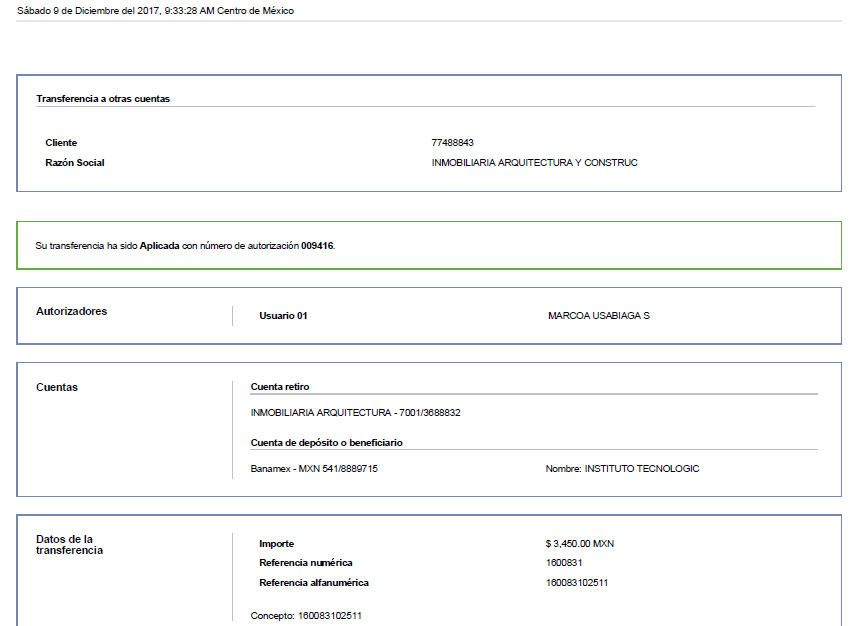 Sábado 9 de Diciembre del 2017, 9:33:28 AM Centro de México
Transferencia a otras cuentas
Cliente 77488843
Razón Social INMOBILIARIA ARQUITECTURA Y CONSTRUC
Su transferencia ha sido Aplicada con número de autorización 009416.
Autorizadores Usuario 01 MARCOA USABIAGA S
Cuentas Cuenta retiro
INMOBILIARIA ARQUITECTURA - 7001/3688832
Cuenta de depósito o beneficiario
Banamex - MXN 541/8889715 Nombre: INSTITUTO TECNOLOGIC
Datos de la
transferencia
Importe $ 3,450.00 MXN
Referencia numérica 1600831
Referencia alfanumérica 160083102511
Concepto: 160083102511